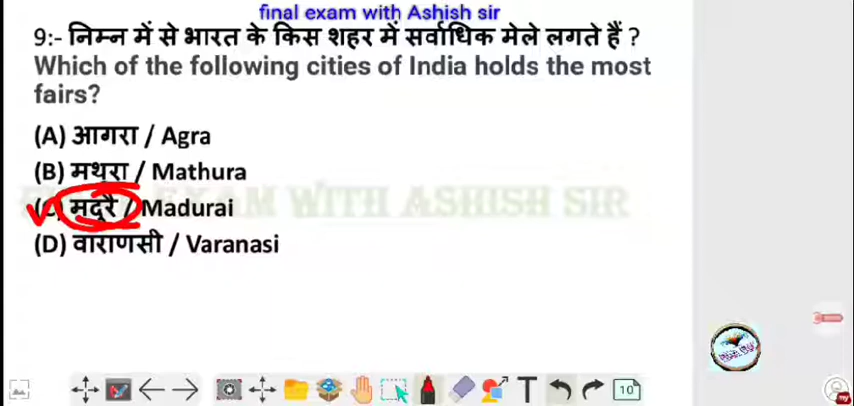 final exam with Ashish sir
9:- निम्न में से भारत के किस शहर में सर्वाधिक मेले लगते हैं ?
Which of the following cities of India holds the most
fairs?
(A) आगरा / Agra
(B) मथुरा / Mathura
(C) मदुरै / Madurai
(D) वाराणसी / Varanasi
EXAM WITH ASHISH SIR
T
10